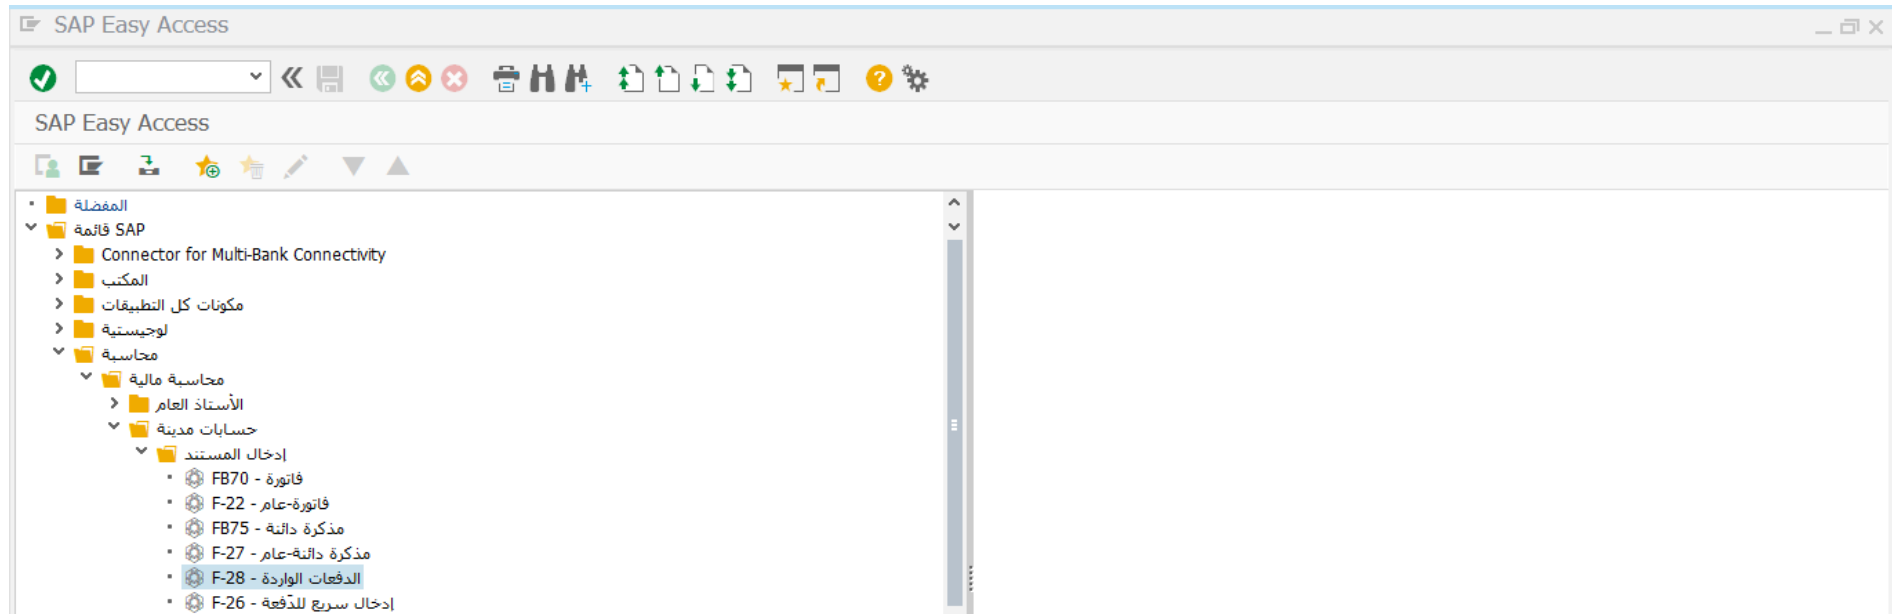 SAP Easy Access
SAP Easy Access
المفضلة
قائمة SAP
Connector for Multi-Bank Connectivity
المكتب
مكونات كل التطبيقات
لوجيستية
محاسبة
محاسبة مالية
الأستاذ العام
حسابات مدينة
إدخال المستند
FB70 - فاتورة
F-22 - فاتورة-عام
FB75 - مذكرة دائنة
F-27 - مذكرة دائنة-عام
F-28 - الدفعات الواردة
F-26 - إدخال سريع للدّفعة